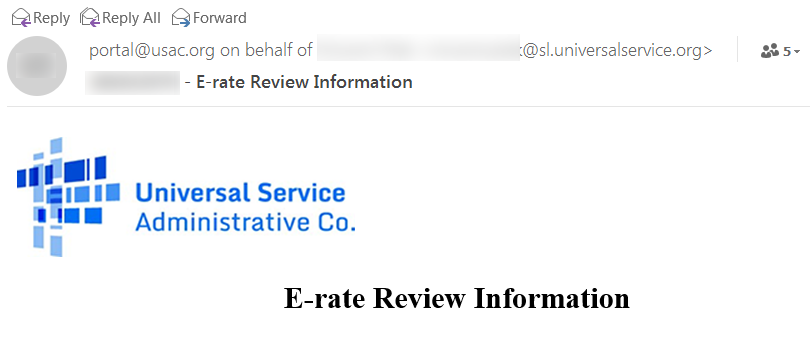 Reply Reply All Forward
portal@usac.org on behalf of @sl.universalservice.org> 5
- E-rate Review Information
Universal Service
Administrative Co.
E-rate Review Information